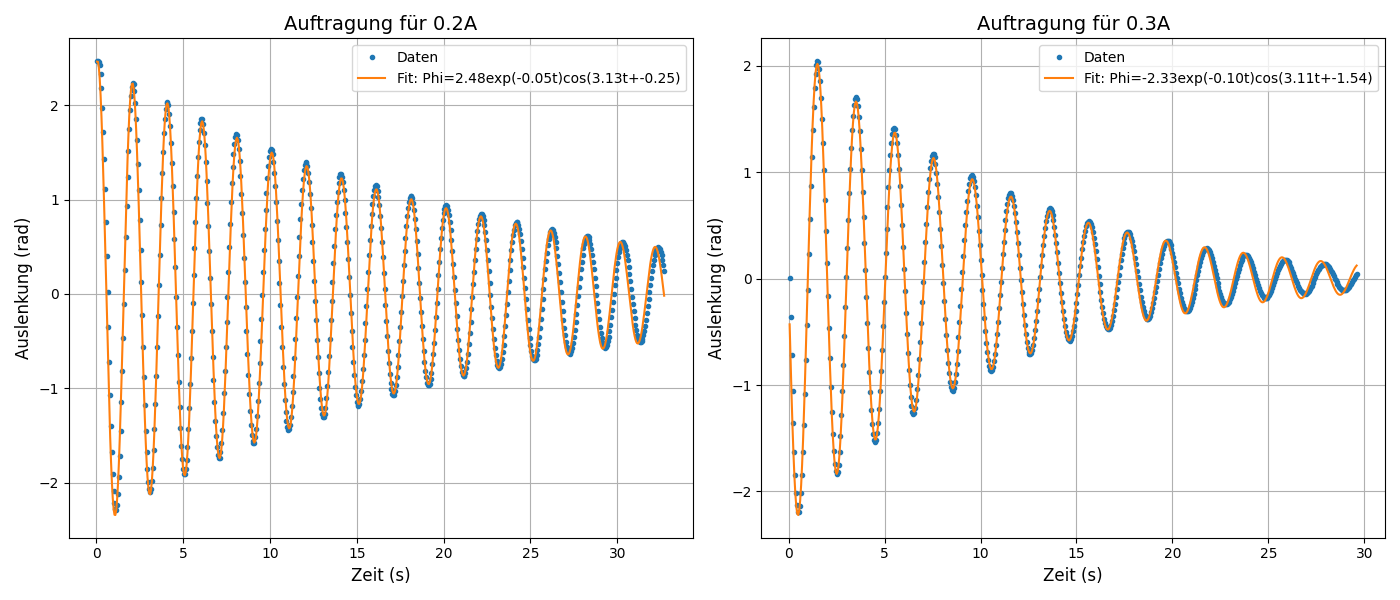 Auftragung für 0.2A
Daten
Fit: Phi=2.48exp(-0.05t)cos(3.13t+-0.25)
Auslenkung (rad)
2
1
0
−1
−2
0 5 10 15 20 25 30
Zeit (s)
Auftragung für 0.3A
Daten
Fit: Phi=-2.33exp(-0.10t)cos(3.11t+-1.54)
Auslenkung (rad)
2
1
0
−1
−2
0 5 10 15 20 25 30
Zeit (s)